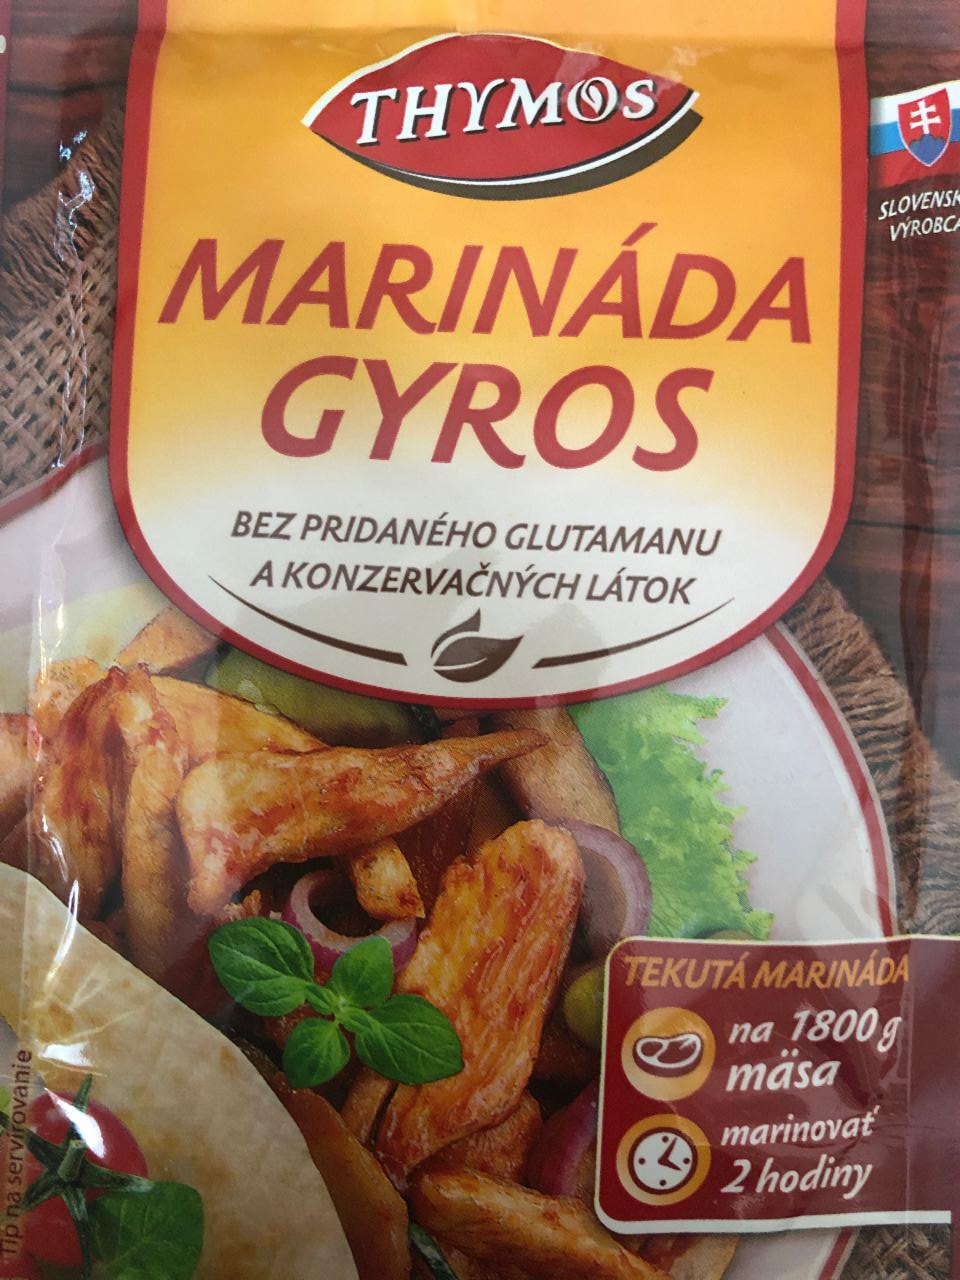 THYMOS
SLOVENSK
VÝROBCA
MARINÁDA
GYROS
BEZ PRIDANÉHO GLUTAMANU
A KONZERVAČNÝCH LÁTOK
TEKUTÁ MARINÁDA
na 1800g
mäsa
marinovať
2 hodiny
Tip na servírovanie